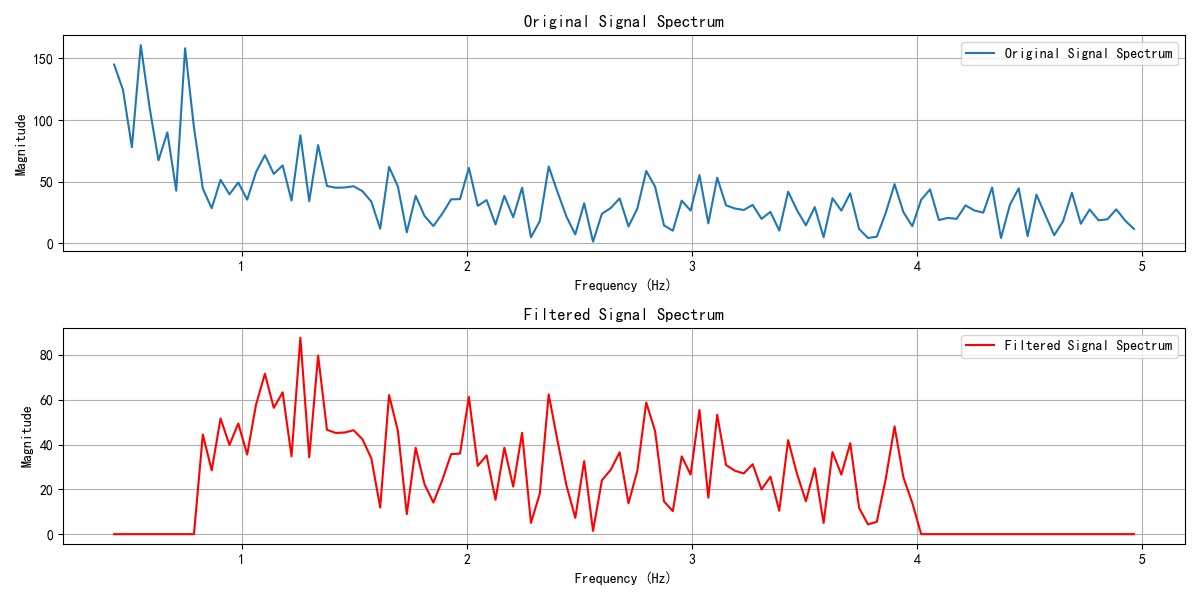 Original Signal Spectrum
Original Signal Spectrum
Magnitude
150
100
50
0
1 2 3 4 5
Frequency (Hz)
Filtered Signal Spectrum
Filtered Signal Spectrum
Magnitude
80
60
40
20
0
1 2 3 4 5
Frequency (Hz)